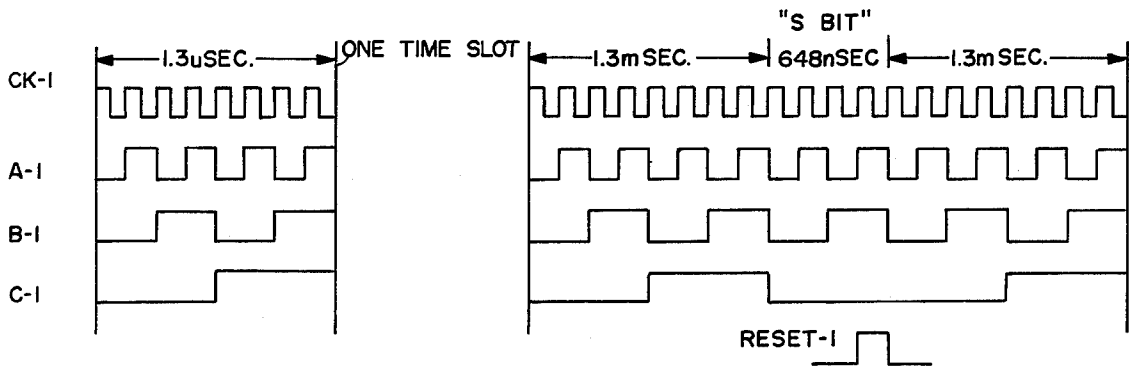 "S BIT"
1.3uSEC. ONE TIME SLOT 1.3mSEC. 648nSEC 1.3mSEC.
CK-1
A-1
B-1
C-1
RESET-1